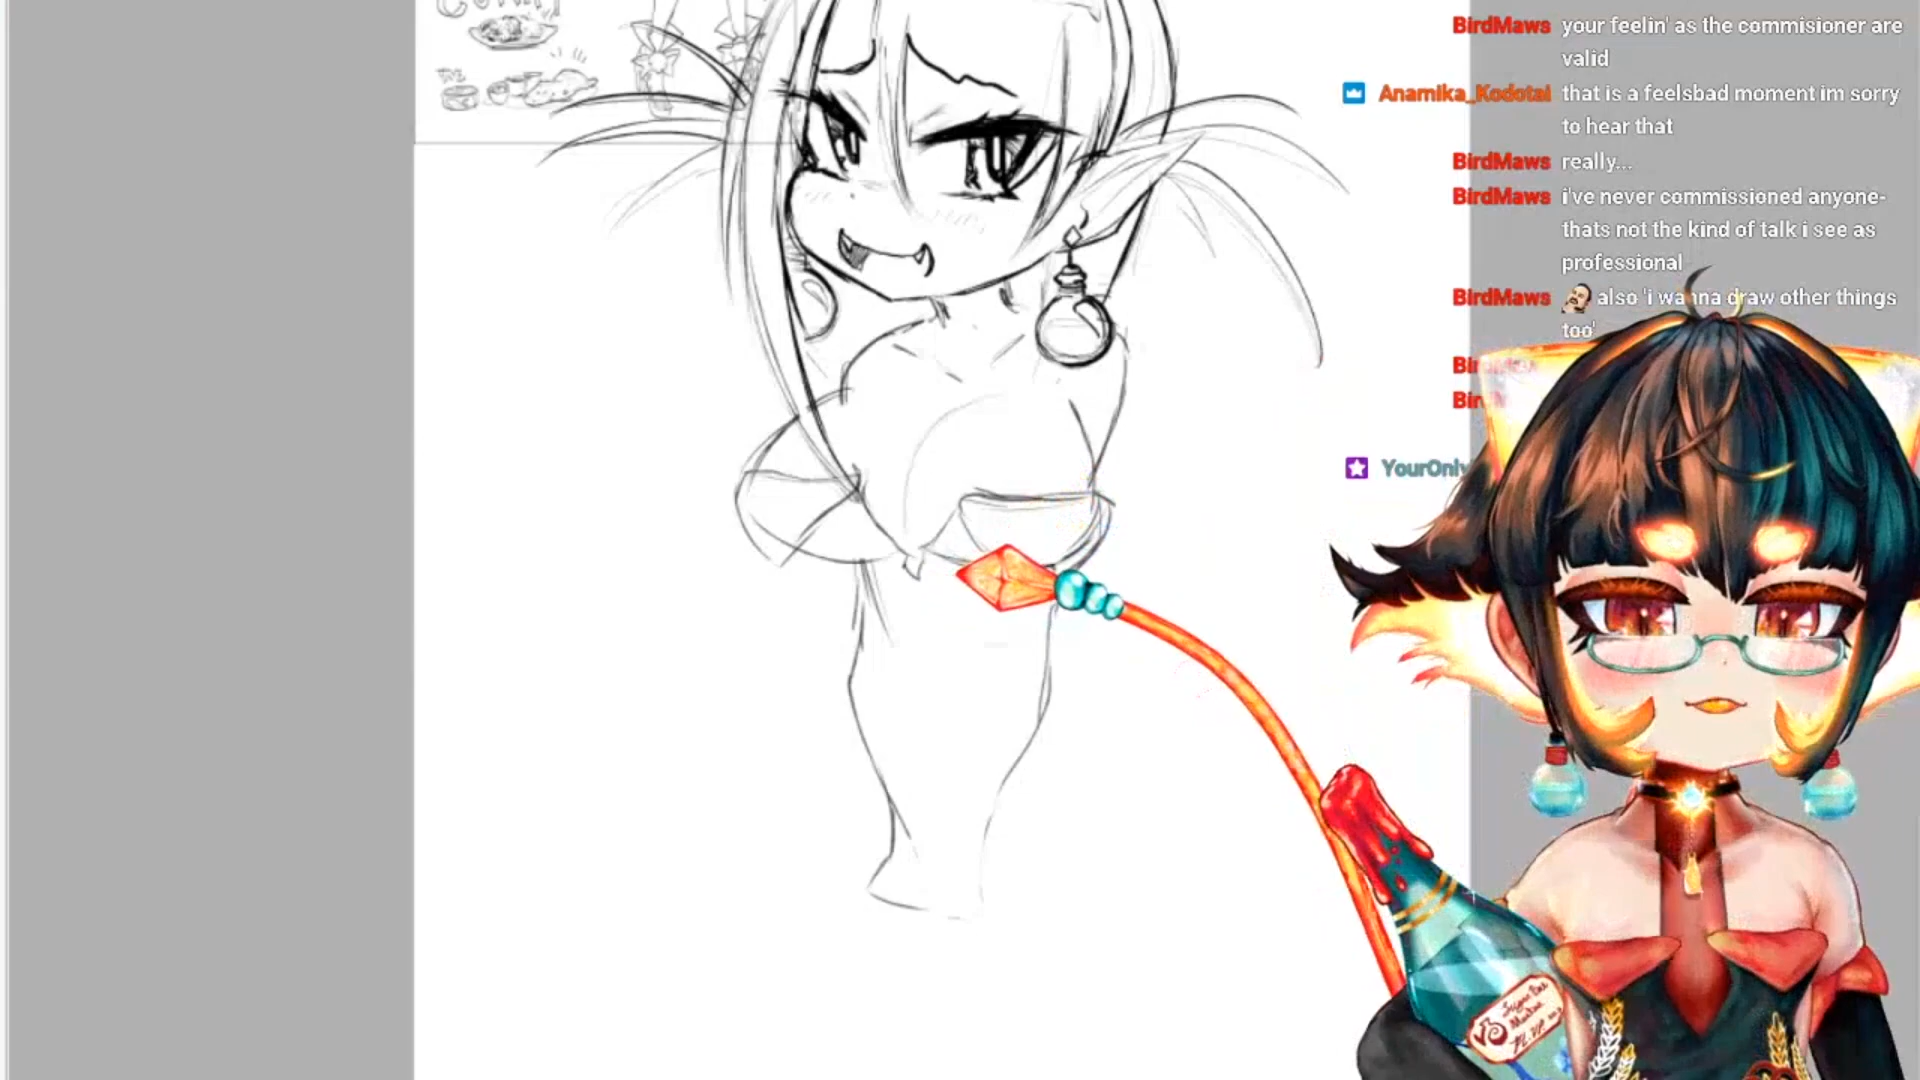 BirdMaws your feelin' as the commisioner are
valid
Anamika_Kodotai that is a feelsbad moment im sorry
to hear that
BirdMaws really...
BirdMaws i've never commissioned anyone-
thats not the kind of talk i see as
professional
BirdMaws also 'i wanna draw other things
too'